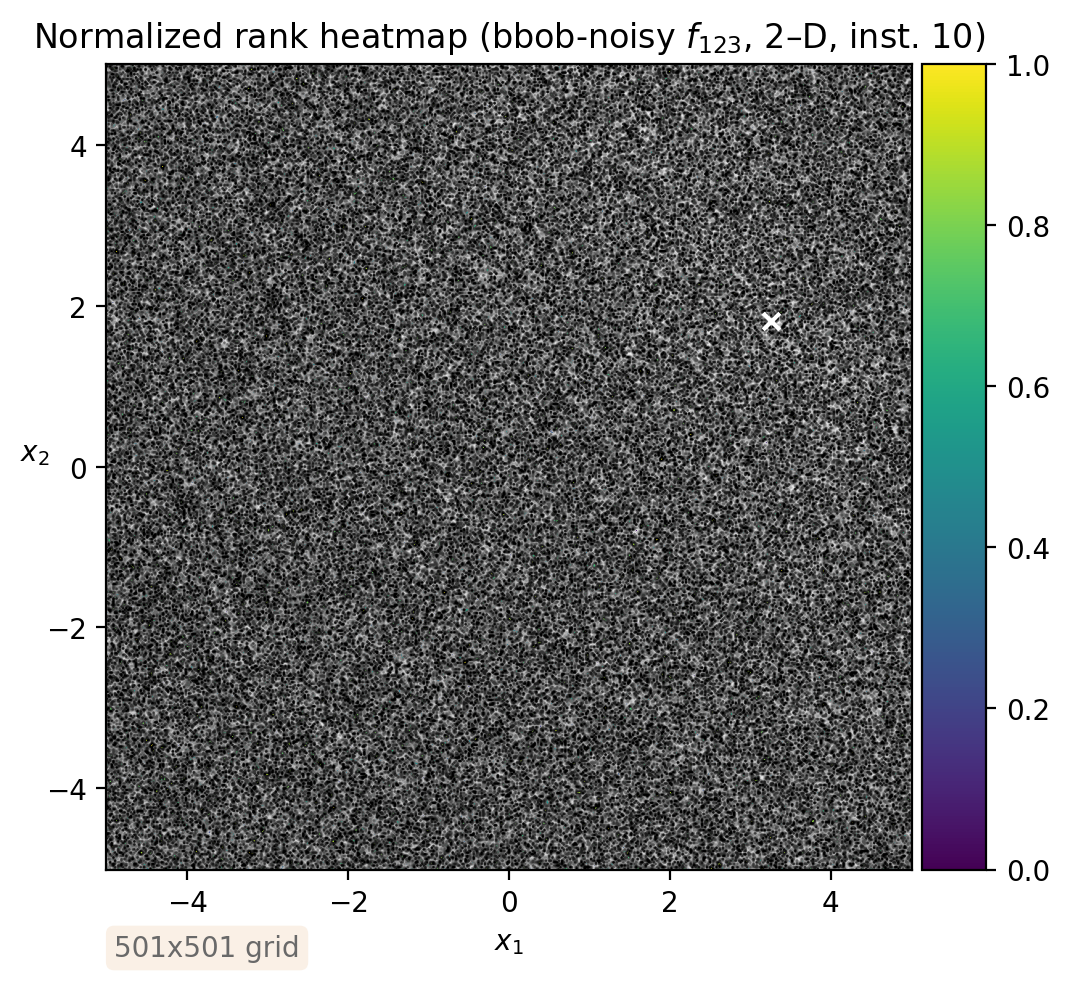 Normalized rank heatmap (bbob-noisy f₁₂₃, 2–D, inst. 10)
1.0
4
0.8
2
0.6
x₂
0
0.4
−2
0.2
−4
0.0
−4 −2 0 2 4
x₁
501x501 grid